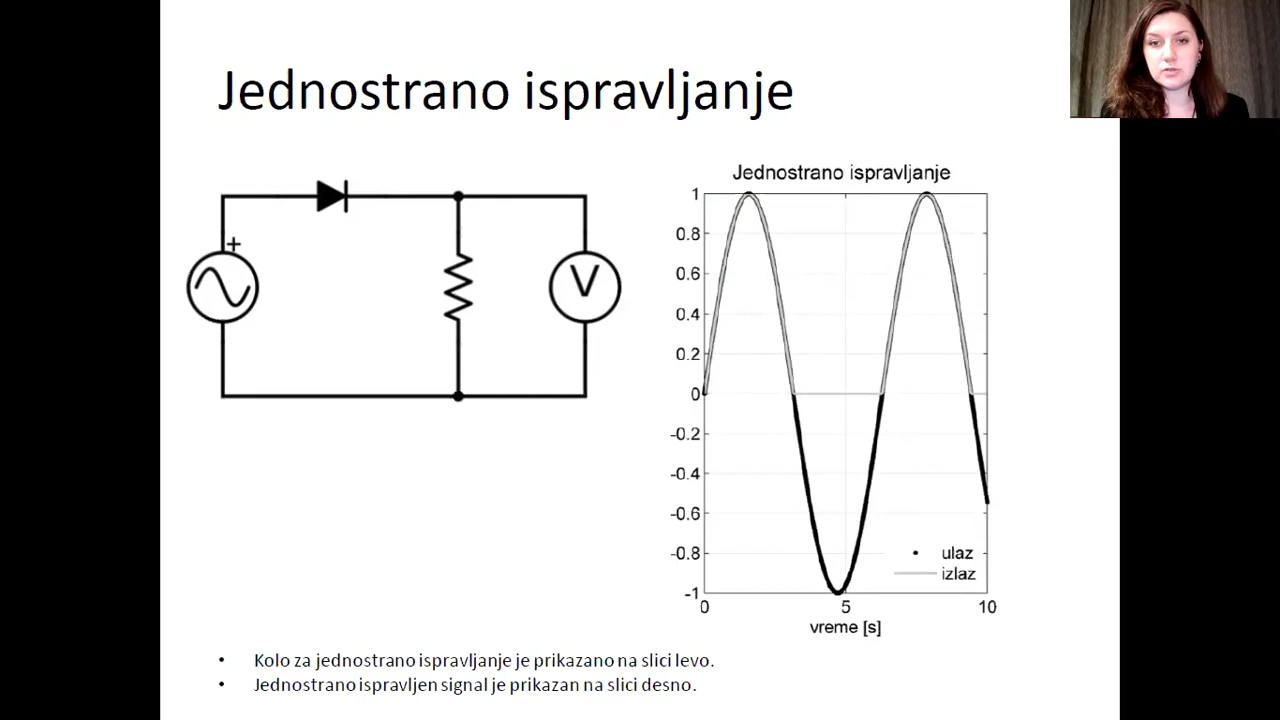 Jednostrano ispravljanje
+
V
Jednostrano ispravljanje
1
0.8
0.6
0.4
0.2
0
-0.2
-0.4
-0.6
-0.8
-1
0 5 10
vreme [s]
ulaz
izlaz
• Kolo za jednostrano ispravljanje je prikazano na slici levo.
• Jednostrano ispravljen signal je prikazan na slici desno.